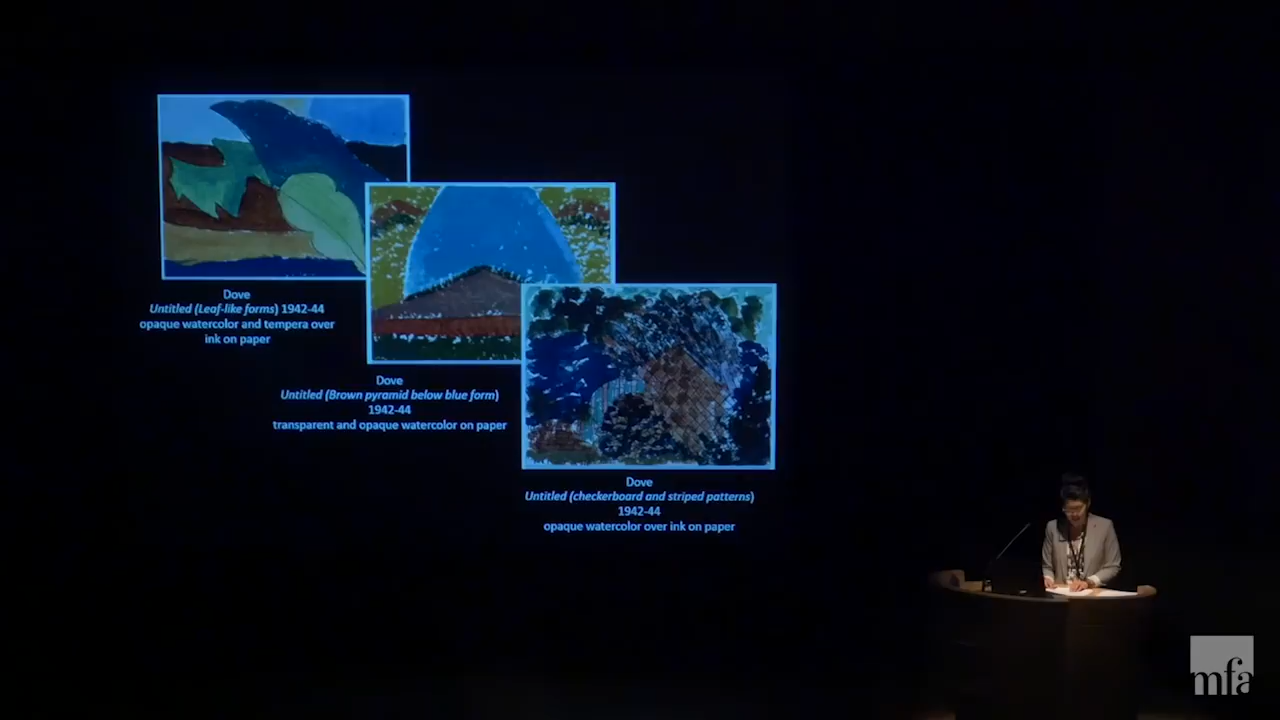 Dove
Untitled (Leaf-like forms) 1942-44
opaque watercolor and tempera over
ink on paper
Dove
Untitled (Brown pyramid below blue form)
1942-44
transparent and opaque watercolor on paper
Dove
Untitled (checkerboard and striped patterns)
1942-44
opaque watercolor over ink on paper
mfa